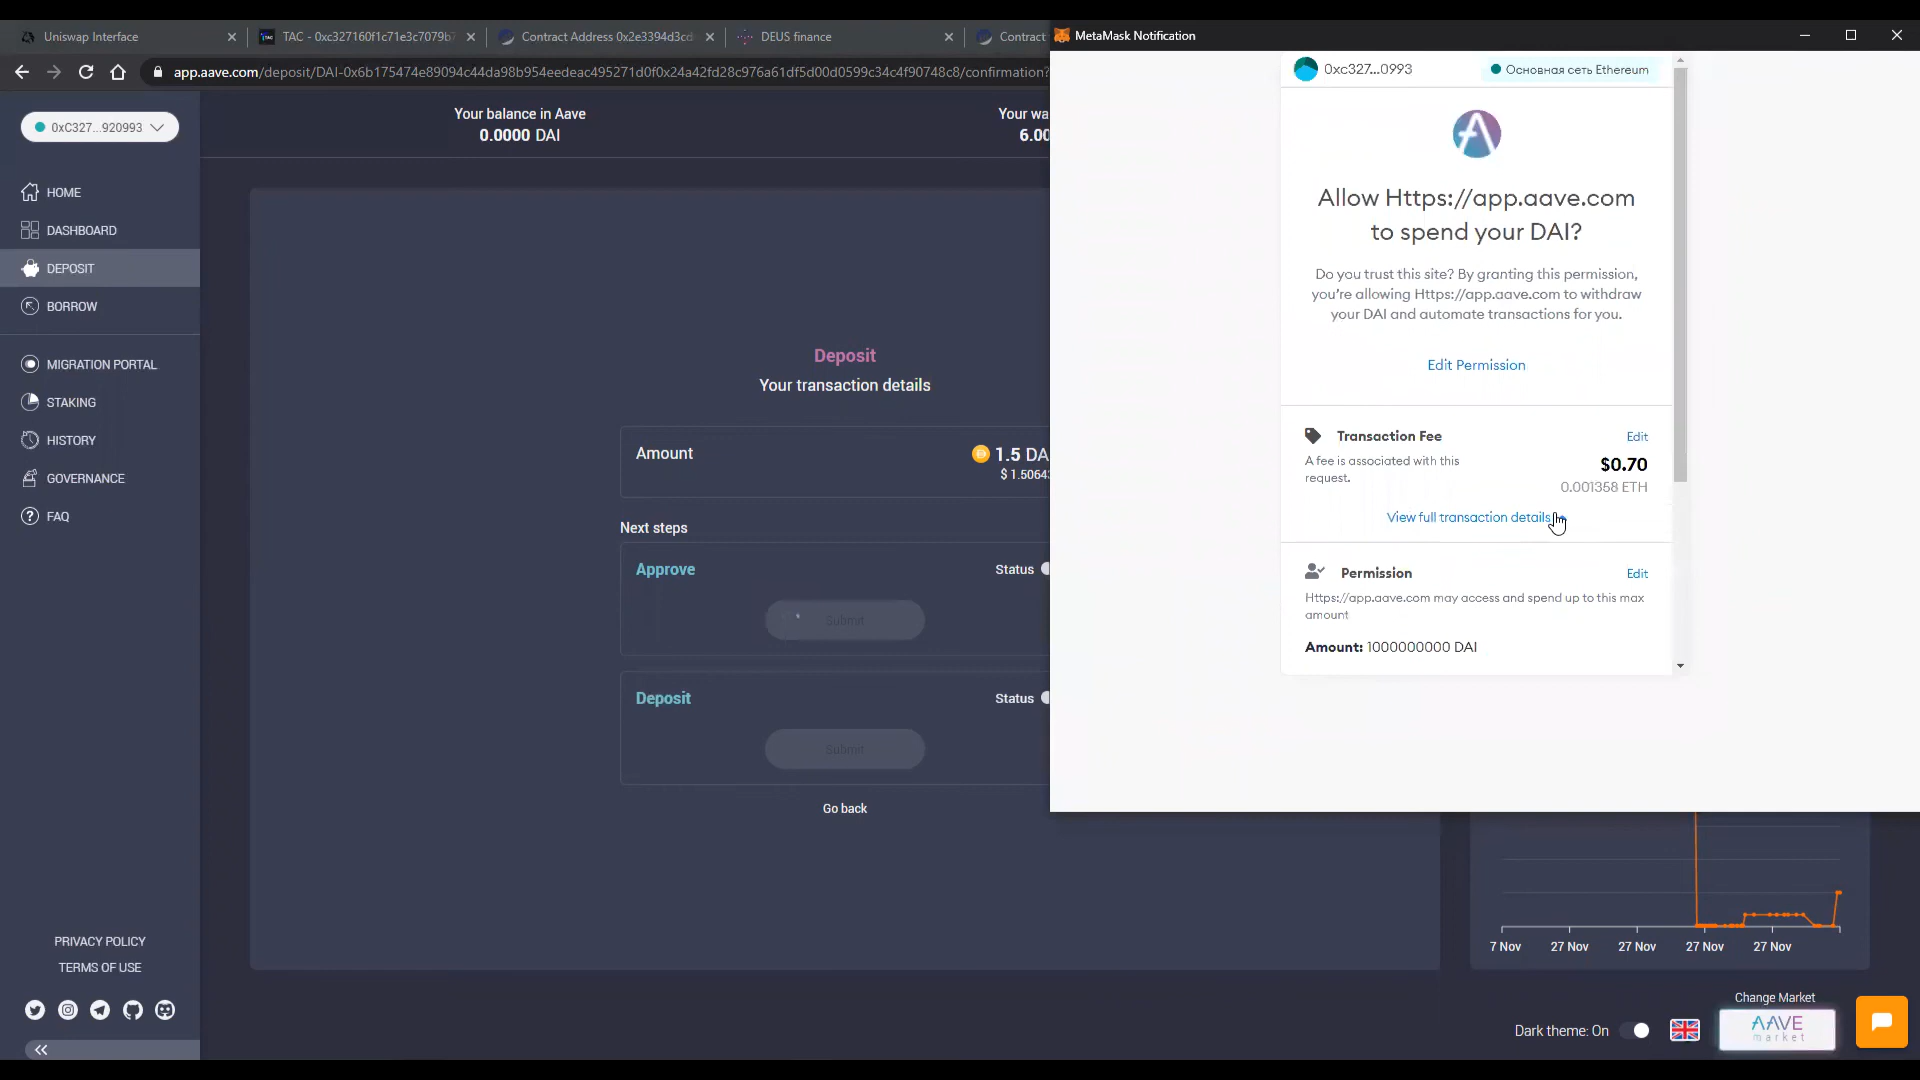 Uniswap Interface
TAC - 0xc327160f1c71e3c7079b7
Contract Address 0x2e3394d3cd
DEUS finance
Contract
MetaMask Notification
app.aave.com/deposit/DAI-0x6b175474e89094c44da98b954eedeac495271d0f0x24a42fd28c976a61df5d00d0599c34c4f90748c8/confirmation?
0xC327...920993
HOME
DASHBOARD
DEPOSIT
BORROW
MIGRATION PORTAL
STAKING
HISTORY
GOVERNANCE
FAQ
PRIVACY POLICY
TERMS OF USE
Your balance in Aave
0.0000 DAI
Your wa
6.00
Deposit
Your transaction details
Amount
1.5 DA
$ 1.5064
Next steps
Approve
Status
Submit
Deposit
Status
Submit
Go back
0xc327...0993
Основная сеть Ethereum
Allow Https://app.aave.com
to spend your DAI?
Do you trust this site? By granting this permission,
you're allowing Https://app.aave.com to withdraw
your DAI and automate transactions for you.
Edit Permission
Transaction Fee
Edit
A fee is associated with this
request.
$0.70
0.001358 ETH
View full transaction details
Permission
Edit
Https://app.aave.com may access and spend up to this max
amount
Amount: 1000000000 DAI
7 Nov
27 Nov
27 Nov
27 Nov
27 Nov
Change Market
Dark theme: On
AAVE
market